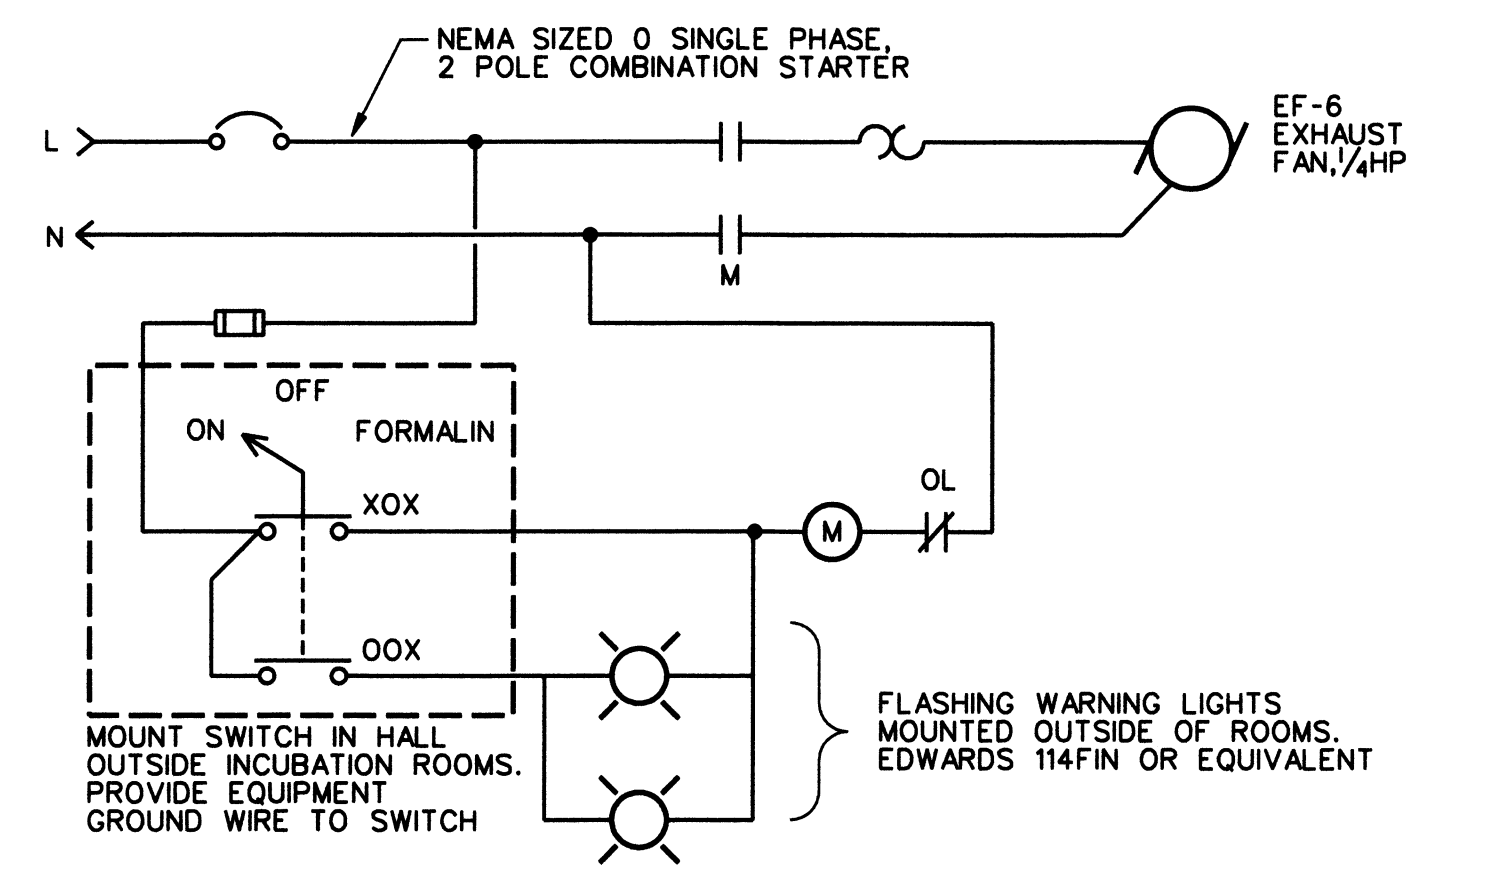 NEMA SIZED 0 SINGLE PHASE,
2 POLE COMBINATION STARTER
L
EF-6
EXHAUST
FAN,1/4HP
N
M
OFF
ON
FORMALIN
XOX
OL
M
OOX
FLASHING WARNING LIGHTS
MOUNTED OUTSIDE OF ROOMS.
EDWARDS 114FIN OR EQUIVALENT
MOUNT SWITCH IN HALL
OUTSIDE INCUBATION ROOMS.
PROVIDE EQUIPMENT
GROUND WIRE TO SWITCH